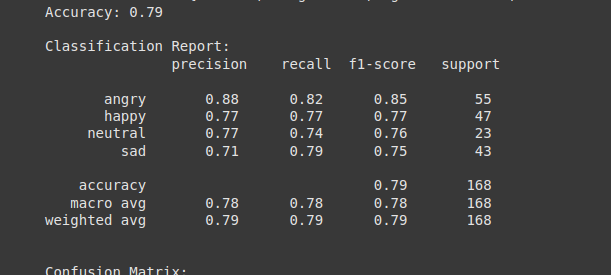 Accuracy: 0.79
Classification Report:
precision recall f1-score support
angry 0.88 0.82 0.85 55
happy 0.77 0.77 0.77 47
neutral 0.77 0.74 0.76 23
sad 0.71 0.79 0.75 43
accuracy 0.79 168
macro avg 0.78 0.78 0.78 168
weighted avg 0.79 0.79 0.79 168
Confusion Matrix: